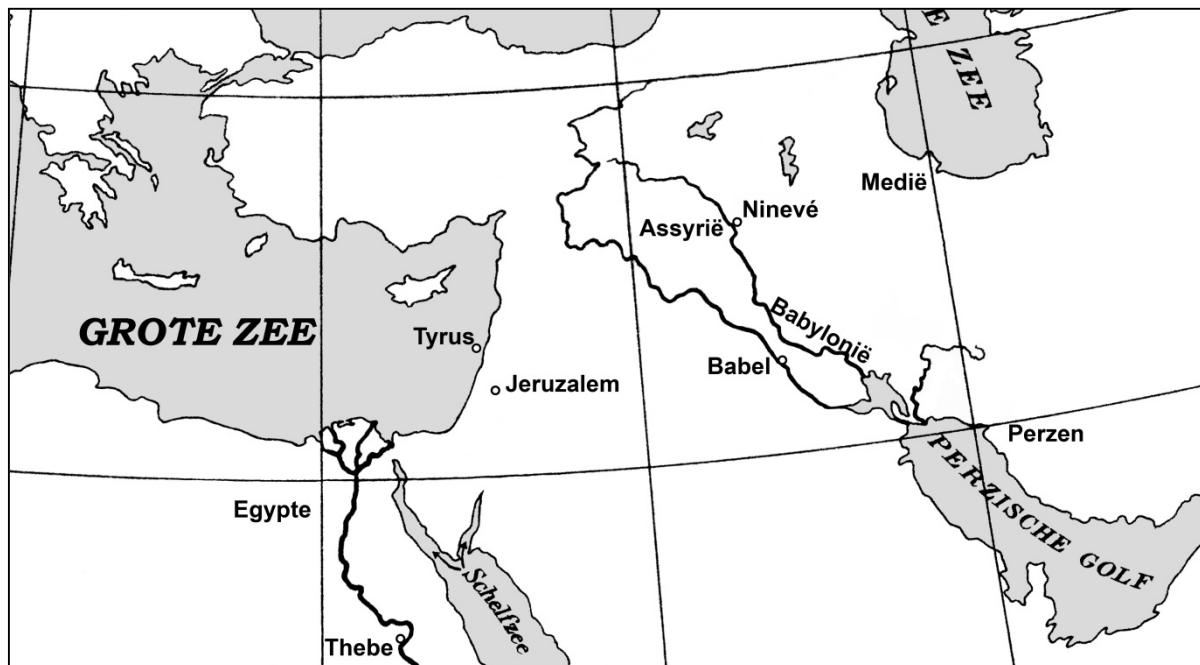 E ZEE
Medië
Ninevé
Assyrië
GROTE ZEE
Tyrus
Babylonië
Babel
Jeruzalem
Perzen
PERZISCHE GOLF
Egypte
Schelfzee
Thebe